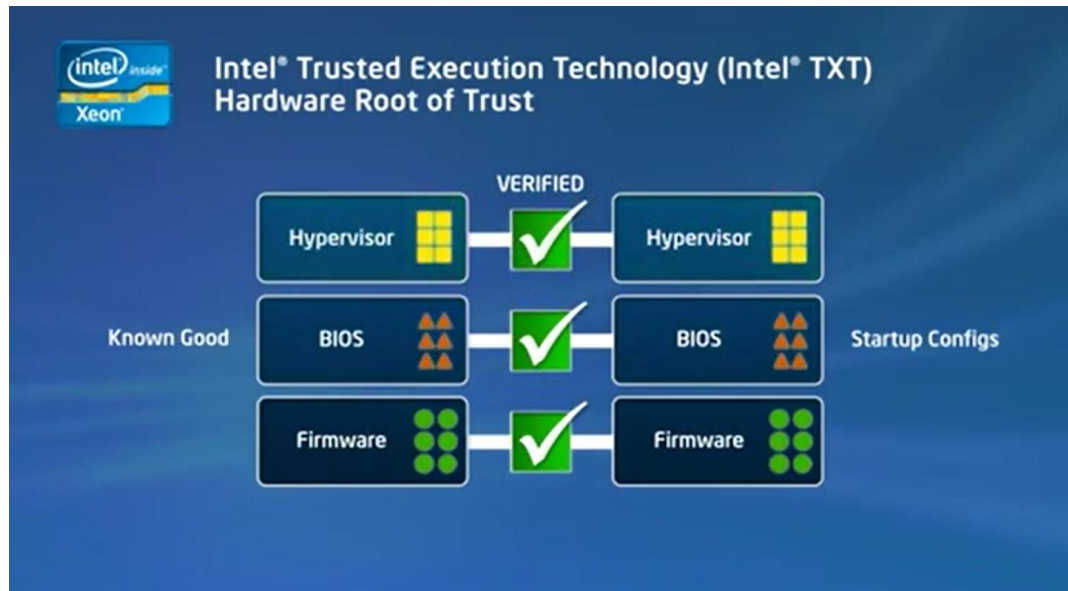 intel inside™
Xeon®
Intel® Trusted Execution Technology (Intel® TXT)
Hardware Root of Trust
VERIFIED
Hypervisor
Hypervisor
Known Good
BIOS
BIOS
Startup Configs
Firmware
Firmware